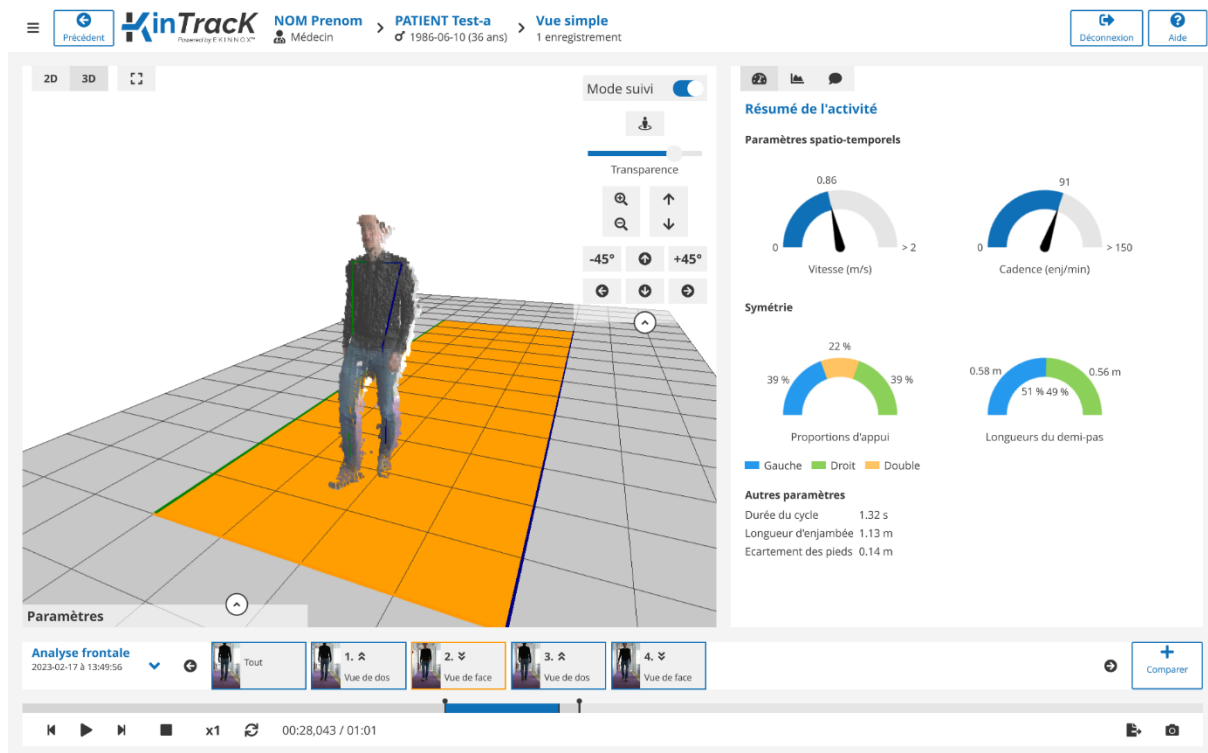 Précédent
KinTracK
Powered by EKINNOX™
NOM Prenom
Médecin
PATIENT Test-a
1986-06-10 (36 ans)
Vue simple
1 enregistrement
Déconnexion
Aide
2D 3D
Mode suivi
Transparence
-45° +45°
Paramètres
Résumé de l'activité
Paramètres spatio-temporels
0.86
0 > 2
Vitesse (m/s)
91
0 > 150
Cadence (enj/min)
Symétrie
22 %
39 % 39 %
Proportions d'appui
0.58 m 0.56 m
51 % 49 %
Longueurs du demi-pas
Gauche Droit Double
Autres paramètres
Durée du cycle 1.32 s
Longueur d'enjambée 1.13 m
Ecartement des pieds 0.14 m
Analyse frontale
2023-02-17 à 13:49:56
Tout
1.
Vue de dos
2.
Vue de face
3.
Vue de dos
4.
Vue de face
Comparer
x1 00:28,043 / 01:01